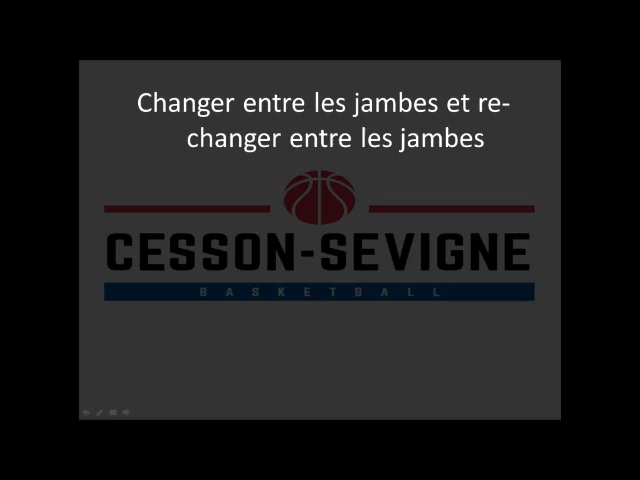 Changer entre les jambes et re-
changer entre les jambes
CESSON-SEVIGNE
BASKETBALL